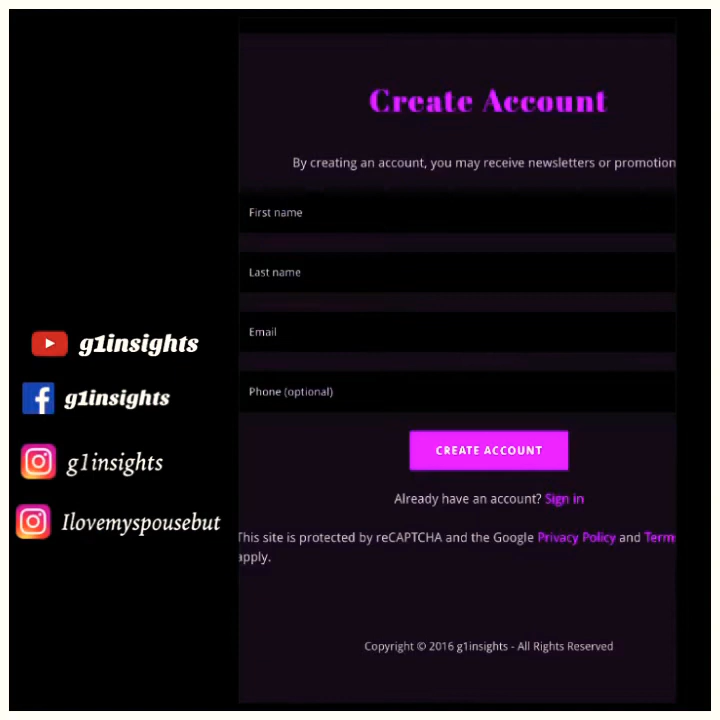 Create Account
By creating an account, you may receive newsletters or promotion
First name
Last name
Email
Phone (optional)
CREATE ACCOUNT
Already have an account? Sign in
This site is protected by reCAPTCHA and the Google Privacy Policy and Term
apply.
Copyright © 2016 g1insights - All Rights Reserved
g1insights
g1insights
g1insights
Ilovemyspousebut